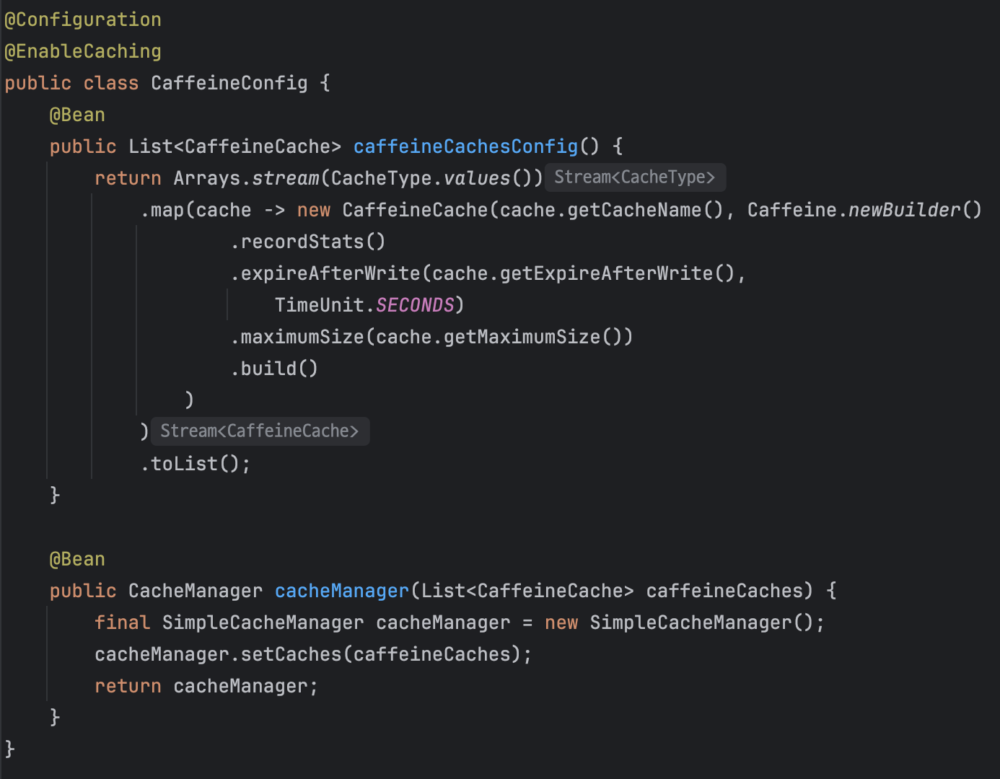 @Configuration
@EnableCaching
public class CaffeineConfig {
    @Bean
    public List<CaffeineCache> caffeineCachesConfig() {
        return Arrays.stream(CacheType.values()) Stream<CacheType>
            .map(cache -> new CaffeineCache(cache.getCacheName(), Caffeine.newBuilder()
                    .recordStats()
                    .expireAfterWrite(cache.getExpireAfterWrite(),
                        TimeUnit.SECONDS)
                    .maximumSize(cache.getMaximumSize())
                    .build()
                )
            ) Stream<CaffeineCache>
            .toList();
    }

    @Bean
    public CacheManager cacheManager(List<CaffeineCache> caffeineCaches) {
        final SimpleCacheManager cacheManager = new SimpleCacheManager();
        cacheManager.setCaches(caffeineCaches);
        return cacheManager;
    }
}